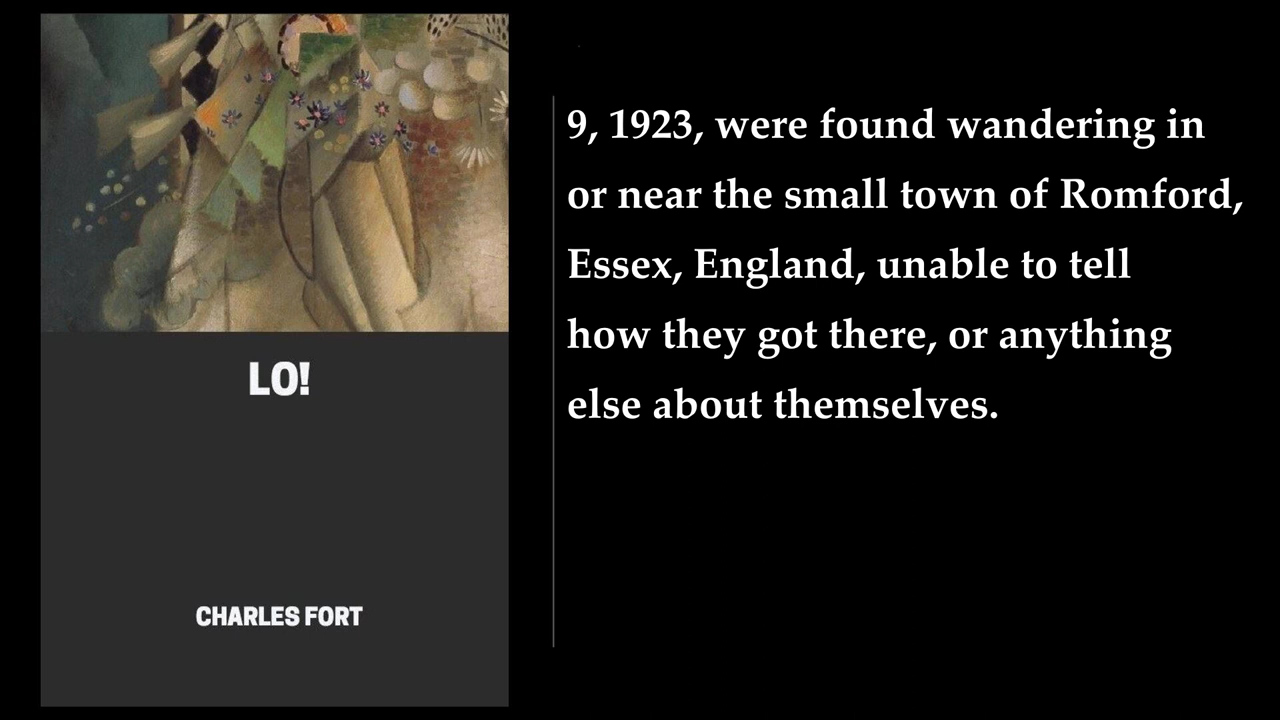 LO!
CHARLES FORT
9, 1923, were found wandering in
or near the small town of Romford,
Essex, England, unable to tell
how they got there, or anything
else about themselves.